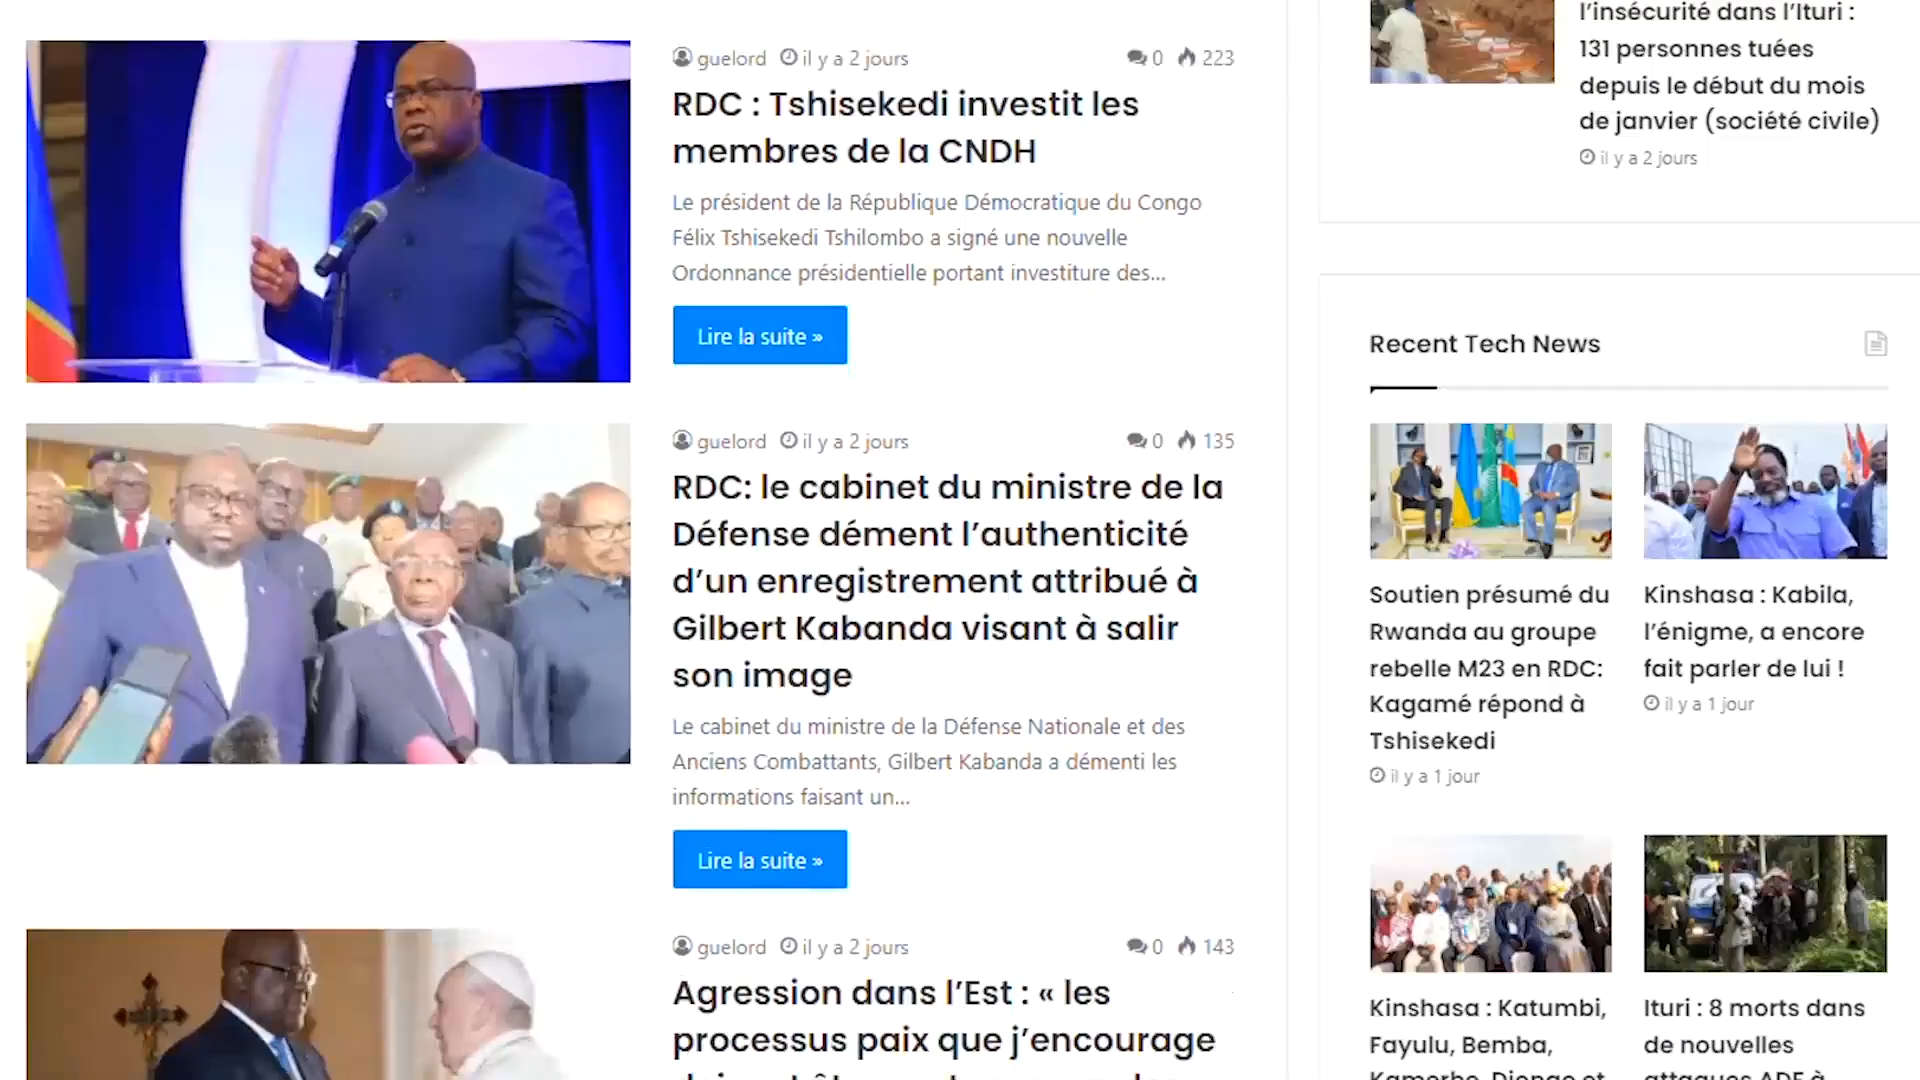 guelord il y a 2 jours 0 223
RDC : Tshisekedi investit les
membres de la CNDH
Le président de la République Démocratique du Congo
Félix Tshisekedi Tshilombo a signé une nouvelle
Ordonnance présidentielle portant investiture des...
Lire la suite »
guelord il y a 2 jours 0 135
RDC: le cabinet du ministre de la
Défense dément l’authenticité
d’un enregistrement attribué à
Gilbert Kabanda visant à salir
son image
Le cabinet du ministre de la Défense Nationale et des
Anciens Combattants, Gilbert Kabanda a démenti les
informations faisant un...
Lire la suite »
guelord il y a 2 jours 0 143
Agression dans l’Est : « les
processus paix que j’encourage
l’insécurité dans l’Ituri :
131 personnes tuées
depuis le début du mois
de janvier (société civile)
il y a 2 jours
Recent Tech News
Soutien présumé du
Rwanda au groupe
rebelle M23 en RDC:
Kagamé répond à
Tshisekedi
il y a 1 jour
Kinshasa : Kabila,
l’énigme, a encore
fait parler de lui !
il y a 1 jour
Kinshasa : Katumbi,
Fayulu, Bemba,
Ituri : 8 morts dans
de nouvelles
attaques ADF à